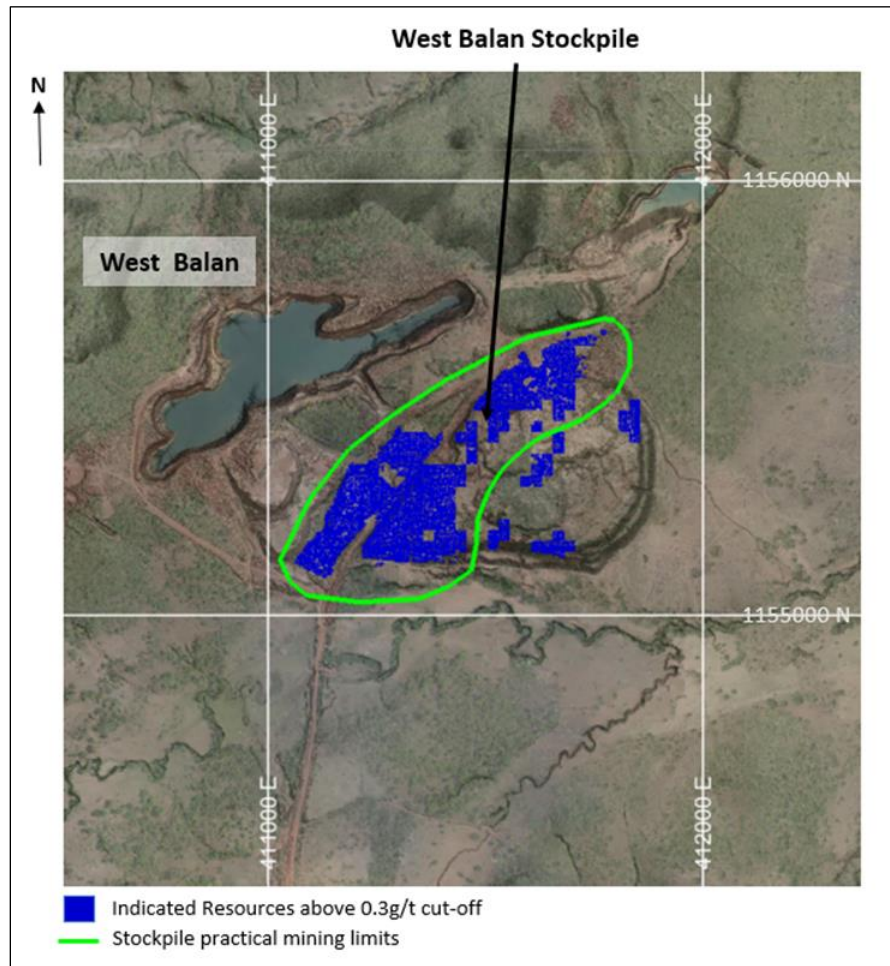 West Balan Stockpile
N
411000 E
412000 E
1156000 N
West Balan
1155000 N
411000 E
412000 E
Indicated Resources above 0.3g/t cut-off
Stockpile practical mining limits